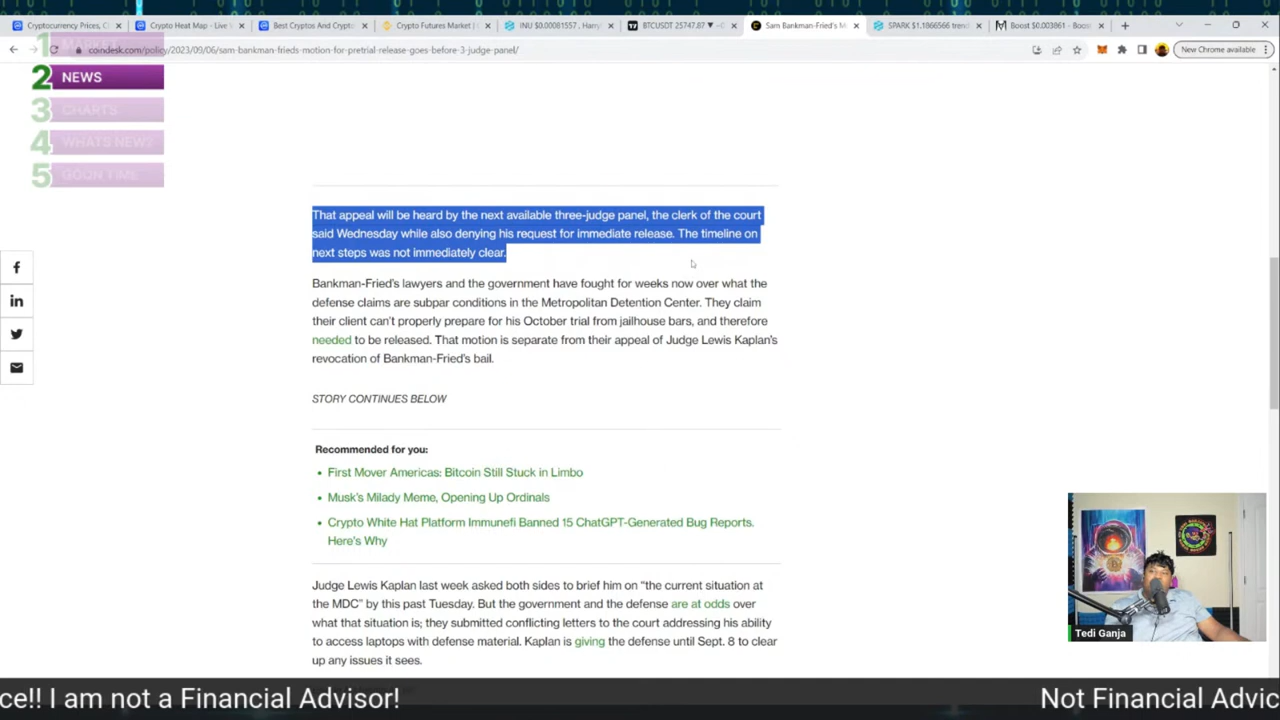 Cryptocurrency Prices, C
Crypto Heat Map - Live
Best Cryptos And Crypto
Crypto Futures Market |
INU $0.00081557 , Harry
BTCUSDT 25747.87 ▼
Sam Bankman-Fried's M
SPARK $1.1866566 trend
Boost $0.003861 - Boos
coindesk.com/policy/2023/09/06/sam-bankman-frieds-motion-for-pretrial-release-goes-before-3-judge-panel/
New Chrome available
1
2 NEWS
3 CHARTS
4 WHATS NEW?
5 GOON TIME
That appeal will be heard by the next available three-judge panel, the clerk of the court
said Wednesday while also denying his request for immediate release. The timeline on
next steps was not immediately clear.
Bankman-Fried's lawyers and the government have fought for weeks now over what the
defense claims are subpar conditions in the Metropolitan Detention Center. They claim
their client can't properly prepare for his October trial from jailhouse bars, and therefore
needed to be released. That motion is separate from their appeal of Judge Lewis Kaplan's
revocation of Bankman-Fried's bail.
STORY CONTINUES BELOW
Recommended for you:
• First Mover Americas: Bitcoin Still Stuck in Limbo
• Musk's Milady Meme, Opening Up Ordinals
• Crypto White Hat Platform Immunefi Banned 15 ChatGPT-Generated Bug Reports.
Here's Why
Judge Lewis Kaplan last week asked both sides to brief him on “the current situation at
the MDC” by this past Tuesday. But the government and the defense are at odds over
what that situation is; they submitted conflicting letters to the court addressing his ability
to access laptops with defense material. Kaplan is giving the defense until Sept. 8 to clear
up any issues it sees.
Tedi Ganja
ce!! I am not a Financial Advisor!
Not Financial Advic